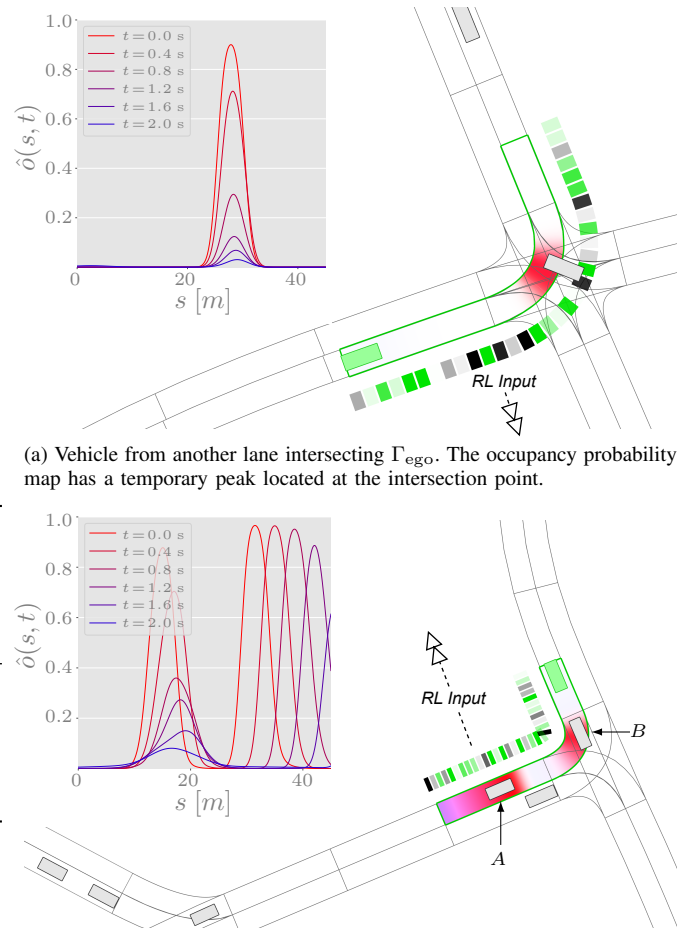 1.0
0.8
0.6
0.4
0.2
ô(s, t)
t=0.0 s
t=0.4 s
t=0.8 s
t=1.2 s
t=1.6 s
t=2.0 s
0 20 40
s [m]
RL Input
(a) Vehicle from another lane intersecting Γego. The occupancy probability
map has a temporary peak located at the intersection point.
1.0
0.8
0.6
0.4
0.2
ô(s, t)
t=0.0 s
t=0.4 s
t=0.8 s
t=1.2 s
t=1.6 s
t=2.0 s
0 20 40
s [m]
RL Input
B
A